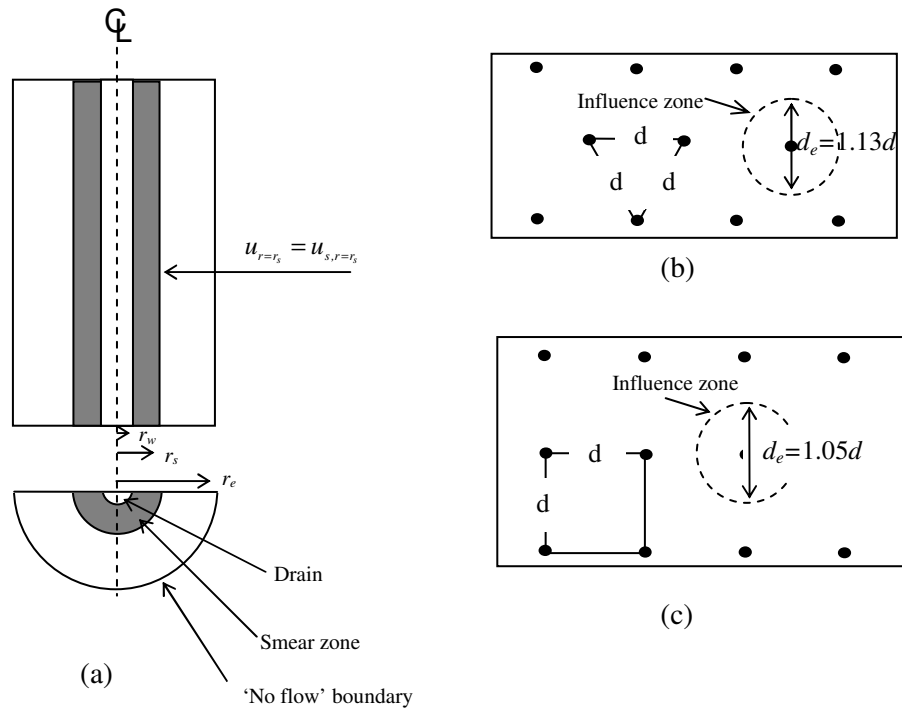 ℄
u_{r=r_s} = u_{s,r=r_s}
r_w
r_s
r_e
Drain
Smear zone
(a)
‘No flow’ boundary
Influence zone
d
d d
d_e=1.13d
(b)
Influence zone
d
d
d_e=1.05d
(c)